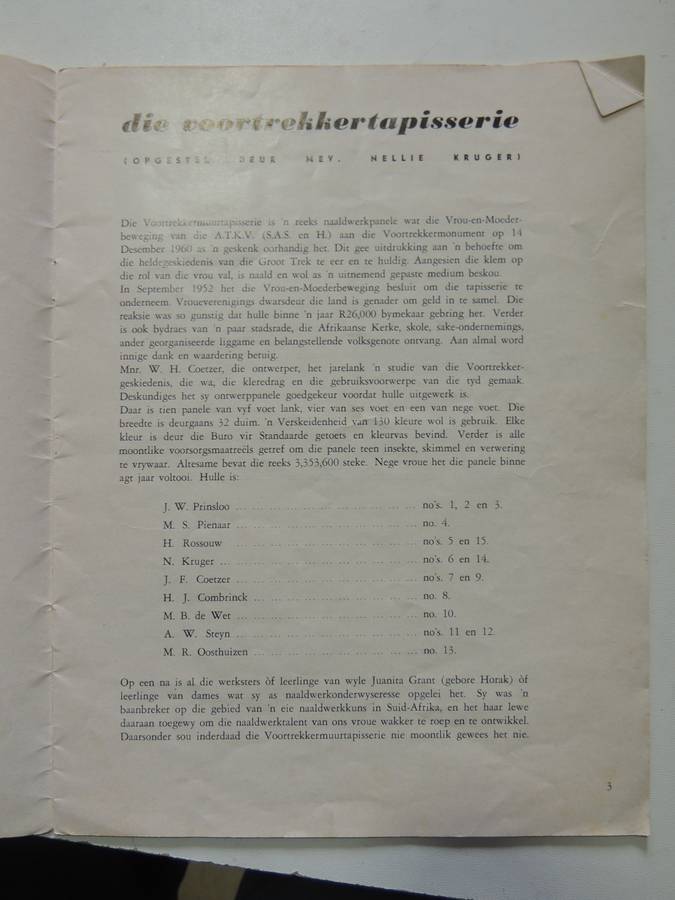 die voortrekkertapisserie
(OPGESTEL DEUR MEV. NELLIE KRUGER)
Die Voortrekkermuurtapisserie is 'n reeks naaldwerkpanele wat die Vrou-en-Moeder-
beweging van die A.T.K.V. (S.A.S. en H.) aan die Voortrekkermonument op 14
Desember 1960 as 'n geskenk oorhandig het. Dit gee uitdrukking aan 'n behoefte om
die heldegeskiedenis van die Groot Trek te eer en te huldig. Aangesien die klem op
die rol van die vrou val, is naald en wol as 'n uitnemend gepaste medium beskou.
In September 1952 het die Vrou-en-Moederbeweging besluit om die tapisserie te
onderneem. Vroueverenigings dwarsdeur die land is genader om geld in te samel. Die
reaksie was so gunstig dat hulle binne 'n jaar R26,000 bymekaar gebring het. Verder
is ook bydraes van 'n paar stadsrade, die Afrikaanse Kerke, skole, sake-ondernemings,
ander georganiseerde liggame en belangstellende volksgenote ontvang. Aan almal word
innige dank en waardering betuig.
Mnr. W. H. Coetzer, die ontwerper, het jarelank 'n studie van die Voortrekker-
geskiedenis, die wa, die kleredrag en die gebruiksvoorwerpe van die tyd gemaak.
Deskundiges het sy ontwerppanele goedgekeur voordat hulle uitgewerk is.
Daar is tien panele van vyf voet lank, vier van ses voet en een van nege voet. Die
breedte is deurgaans 32 duim. 'n Verskeidenheid van 130 kleure wol is gebruik. Elke
kleur is deur die Buro vir Standaarde getoets en kleurvas bevind. Verder is alle
moontlike voorsorgsmaatreëls getref om die panele teen insekte, skimmel en verwering
te vrywaar. Altesame bevat die reeks 3,353,600 steke. Nege vroue het die panele binne
agt jaar voltooi. Hulle is:
J. W. Prinsloo ... no's. 1, 2 en 3.
M. S. Pienaar ... no. 4.
H. Rossouw ... no's. 5 en 15.
N. Kruger ... no's. 6 en 14.
J. F. Coetzer ... no's. 7 en 9.
H. J. Combrinck ... no. 8.
M. B. de Wet ... no. 10.
A. W. Steyn ... no's. 11 en 12.
M. R. Oosthuizen ... no. 13.
Op een na is al die werksters òf leerlinge van wyle Juanita Grant (gebore Horak) òf
leerlinge van dames wat sy as naaldwerkonderwyseresse opgelei het. Sy was 'n
baanbreker op die gebied van 'n eie naaldwerkkuns in Suid-Afrika, en het haar lewe
daaraan toegewy om die naaldwerktalent van ons vroue wakker te roep en te ontwikkel.
Daarsonder sou inderdaad die Voortrekkermuurtapisserie nie moontlik gewees het nie.
3